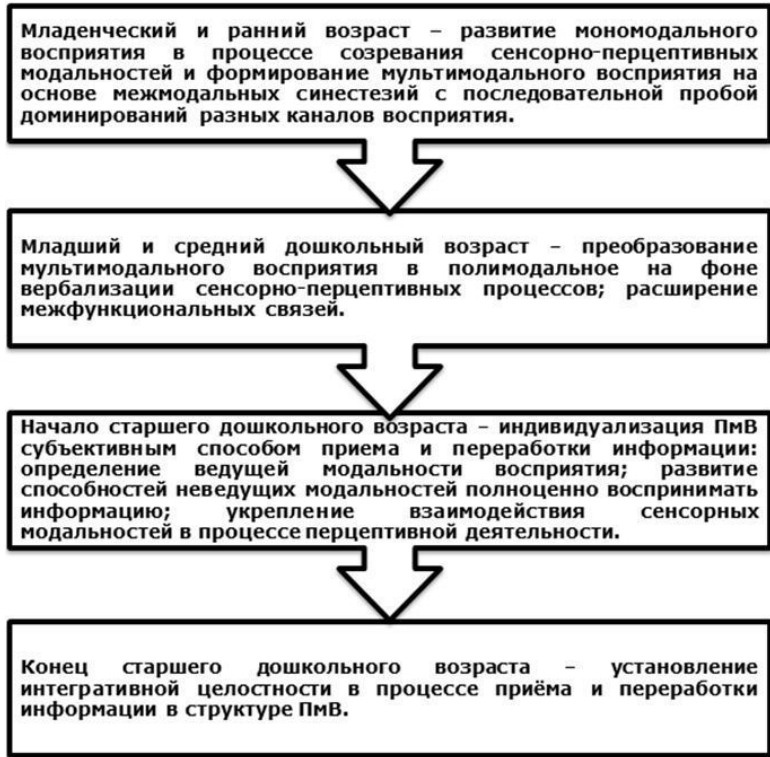 Младенческий и ранний возраст – развитие мономодального
восприятия в процессе созревания сенсорно-перцептивных
модальностей и формирование мультимодального восприятия на
основе межмодальных синестезий с последовательной пробой
доминирований разных каналов восприятия.
Младший и средний дошкольный возраст – преобразование
мультимодального восприятия в полимодальное на фоне
вербализации сенсорно-перцептивных процессов; расширение
межфункциональных связей.
Начало старшего дошкольного возраста – индивидуализация ПмВ
субъективным способом приема и переработки информации:
определение ведущей модальности восприятия; развитие
способностей неведущих модальностей полноценно воспринимать
информацию; укрепление взаимодействия сенсорных
модальностей в процессе перцептивной деятельности.
Конец старшего дошкольного возраста – установление
интегративной целостности в процессе приёма и переработки
информации в структуре ПмВ.